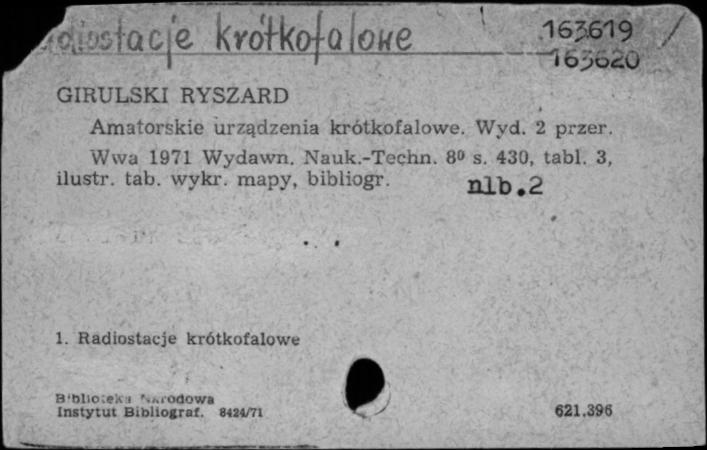 krótkofalowe 163619
163620
GIRULSKI RYSZARD
Amatorskie urządzenia krótkofalowe. Wyd. 2 przer.
Wwa 1971 Wydawn. Nauk.-Techn. 8⁰ s. 430, tabl. 3,
ilustr. tab. wykr. mapy, bibliogr. nlb.2
1. Radiostacje krótkofalowe
Biblioteka Narodowa
Instytut Bibliograf. 8424/71 621.396